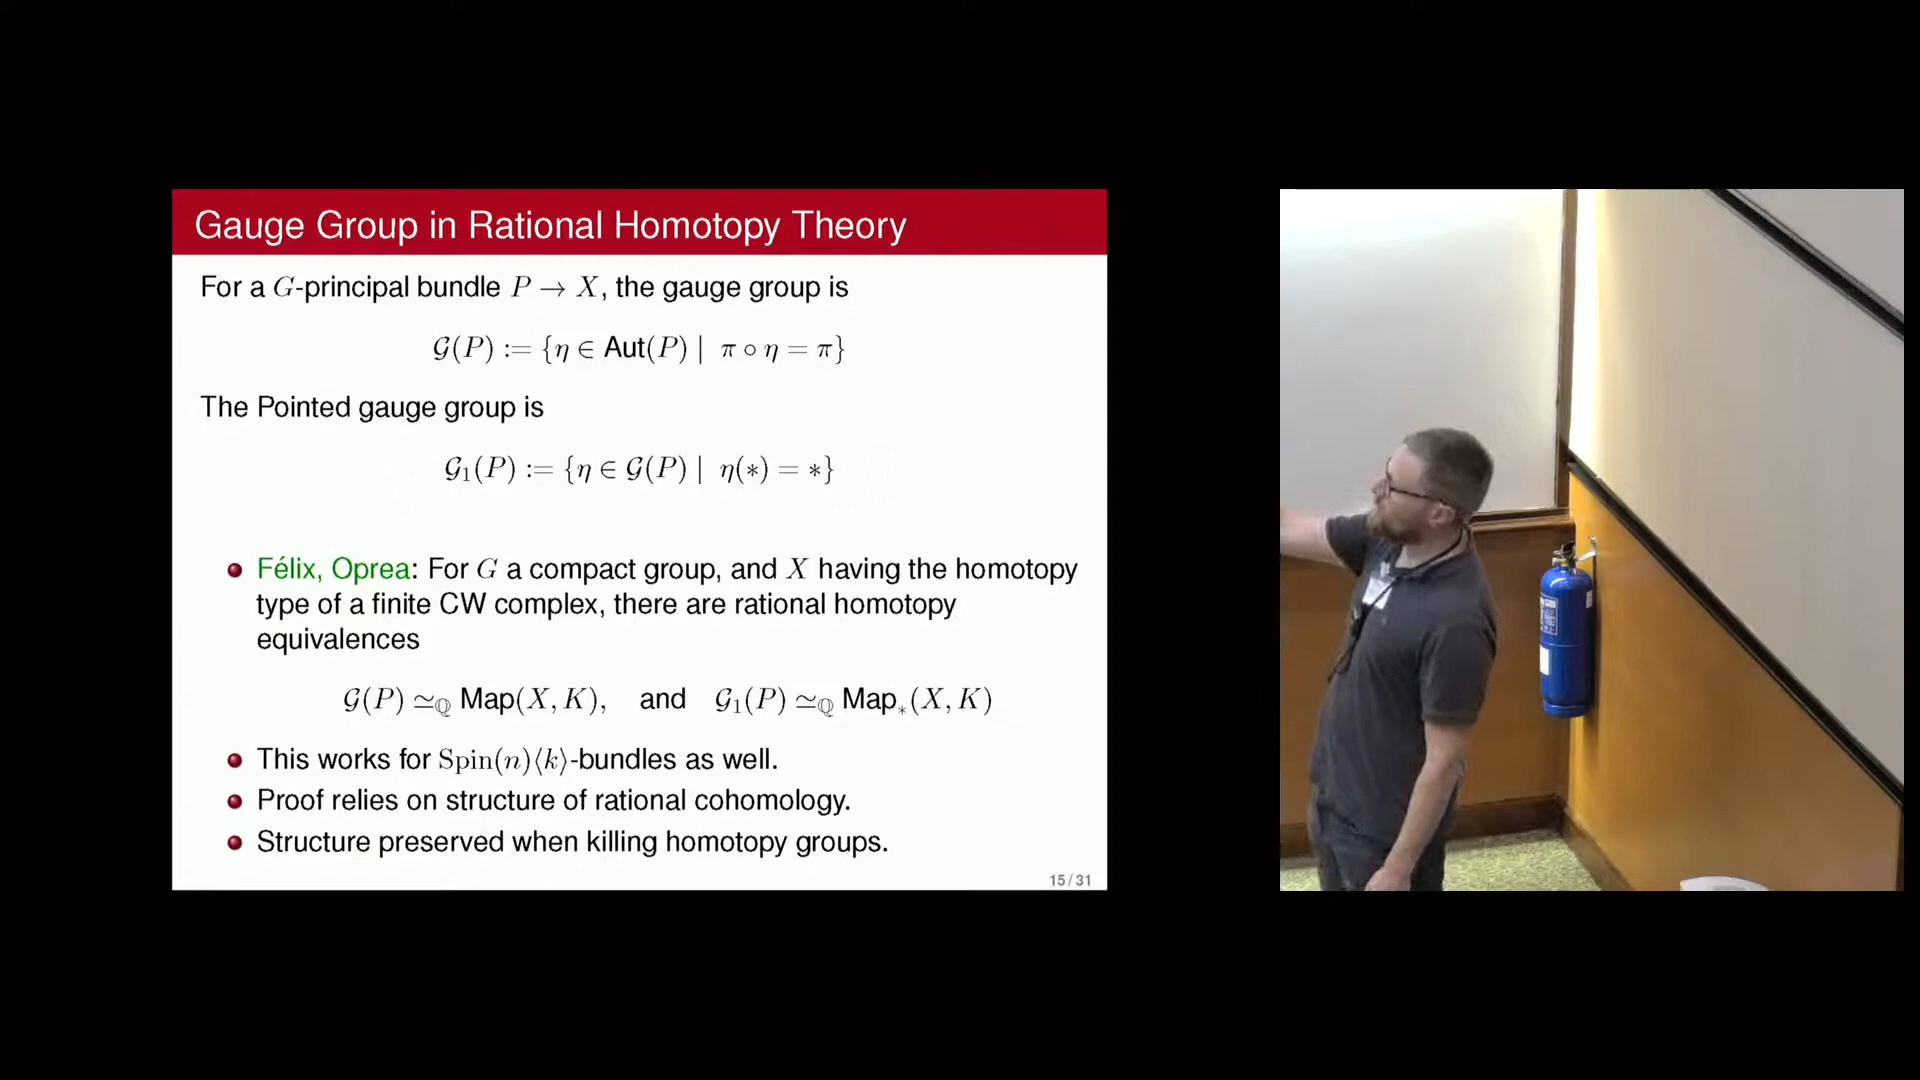 Gauge Group in Rational Homotopy Theory
For a G-principal bundle P → X, the gauge group is
𝒢(P) := {η ∈ Aut(P) | π ∘ η = π}
The Pointed gauge group is
𝒢₁(P) := {η ∈ 𝒢(P) | η(∗) = ∗}
Félix, Oprea: For G a compact group, and X having the homotopy
type of a finite CW complex, there are rational homotopy
equivalences
𝒢(P) ≃_ℚ Map(X, K), and 𝒢₁(P) ≃_ℚ Map_∗(X, K)
This works for Spin(n)⟨k⟩-bundles as well.
Proof relies on structure of rational cohomology.
Structure preserved when killing homotopy groups.
15 / 31